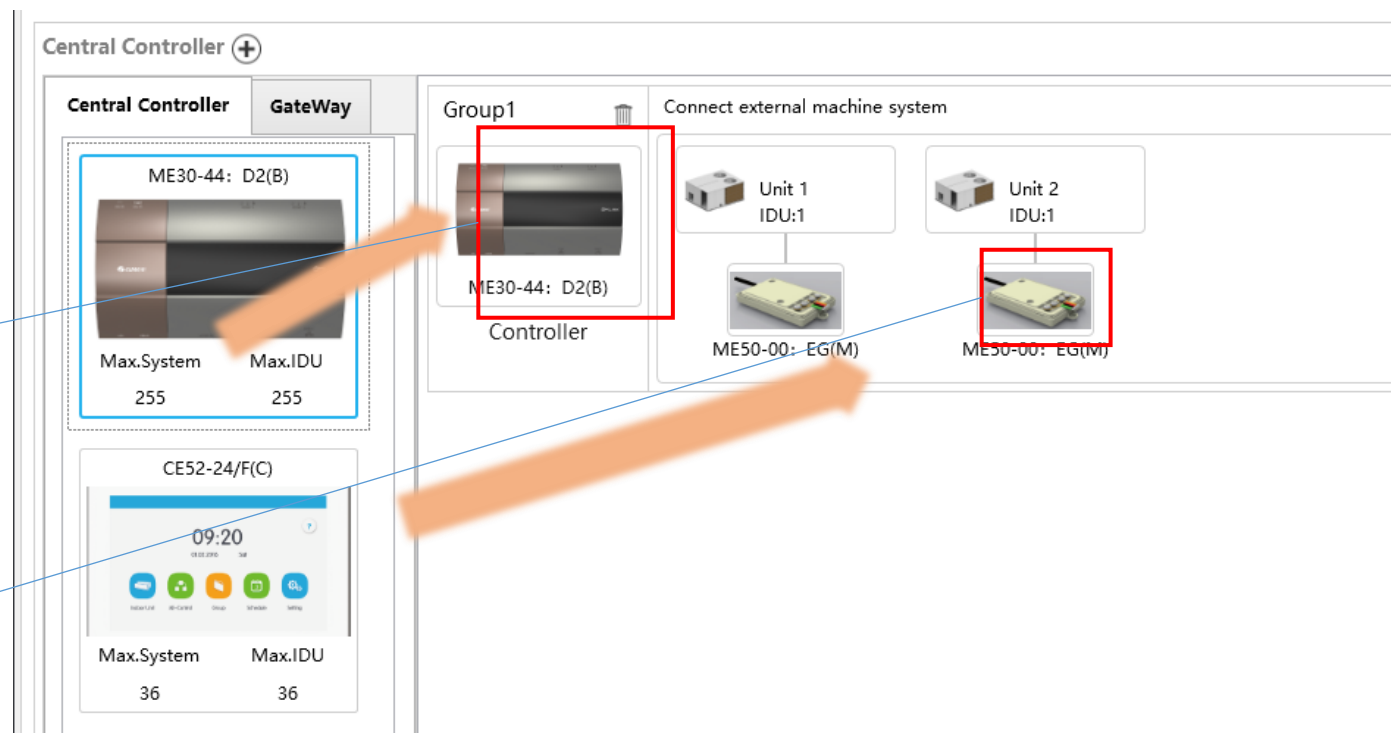 Central Controller
Central Controller
GateWay
ME30-44: D2(B)
Max.System Max.IDU
255 255
CE52-24/F(C)
09:20
Max.System Max.IDU
36 36
Group1
ME30-44: D2(B)
Controller
Connect external machine system
Unit 1
IDU:1
ME50-00: EG(M)
Unit 2
IDU:1
ME50-00: EG(M)